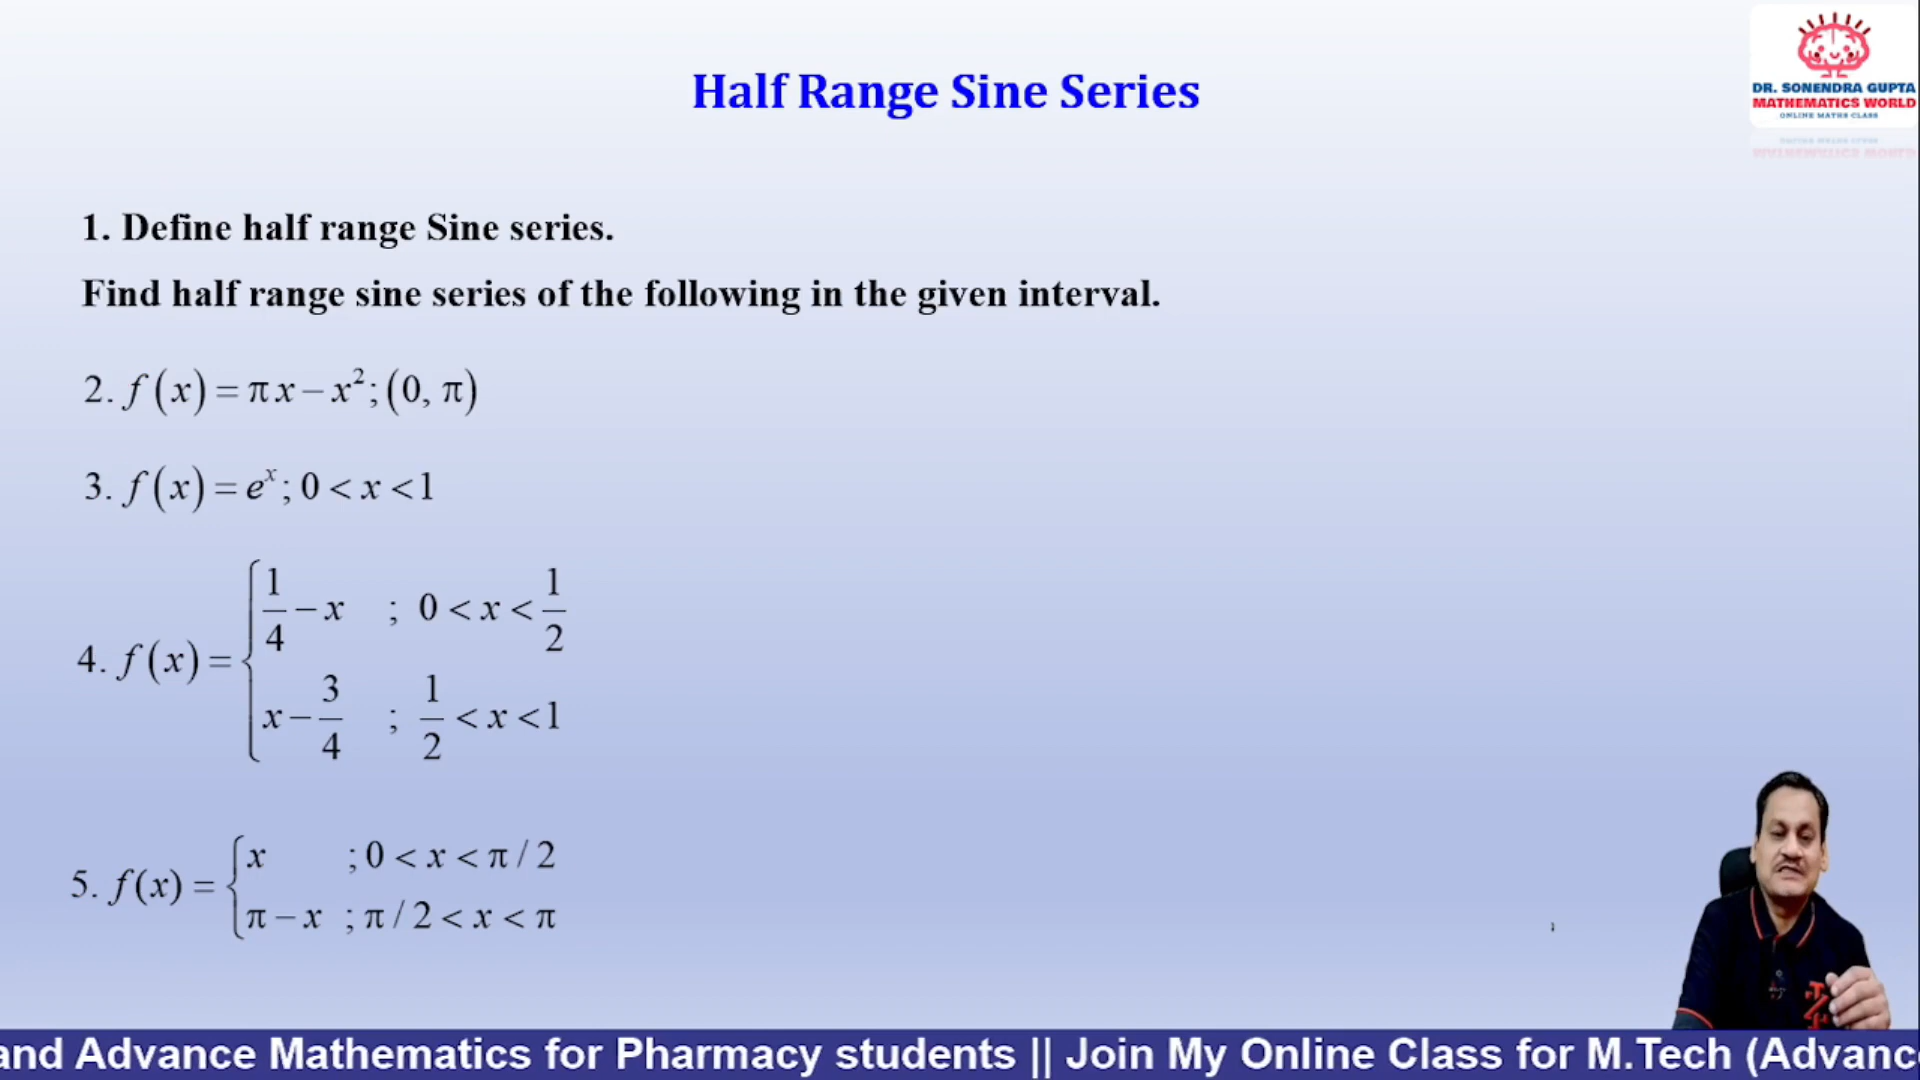 Half Range Sine Series
DR. SONENDRA GUPTA
MATHEMATICS WORLD
ONLINE MATHS CLASS
1. Define half range Sine series.
Find half range sine series of the following in the given interval.
2. f(x) = πx − x²; (0, π)
3. f(x) = eˣ; 0 < x < 1
4. f(x) = { 1/4 − x ; 0 < x < 1/2
x − 3/4 ; 1/2 < x < 1
5. f(x) = { x ; 0 < x < π / 2
π − x ; π / 2 < x < π
and Advance Mathematics for Pharmacy students || Join My Online Class for M.Tech (Advanc